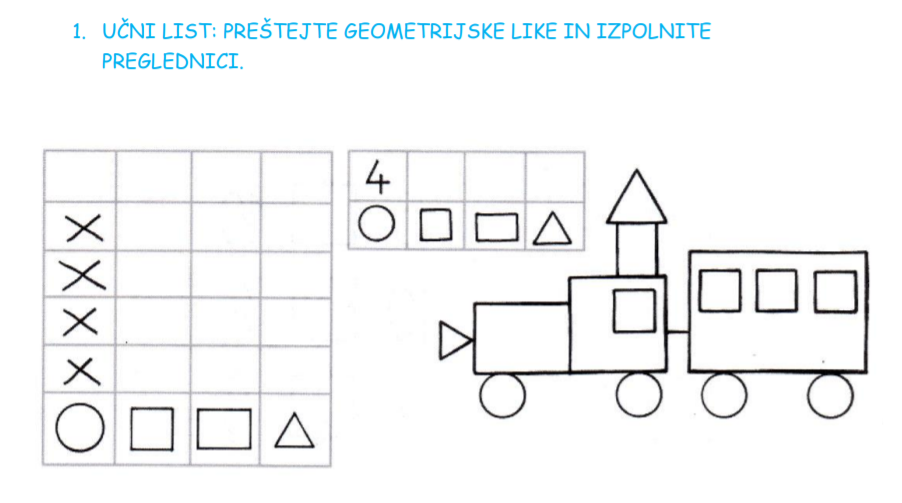 1. UČNI LIST: PREŠTEJTE GEOMETRIJSKE LIKE IN IZPOLNITE
PREGLEDNICI.
4